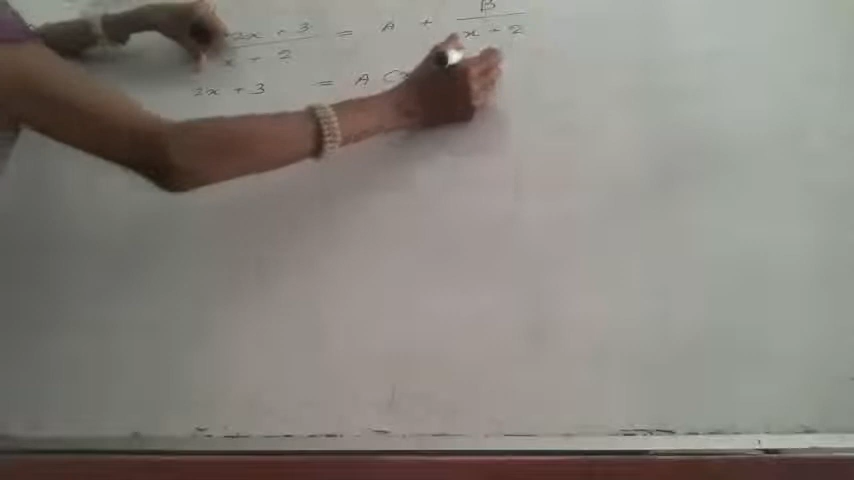 2x + 3 = A + B
x + 2 x + 2
2x + 3 = A (x